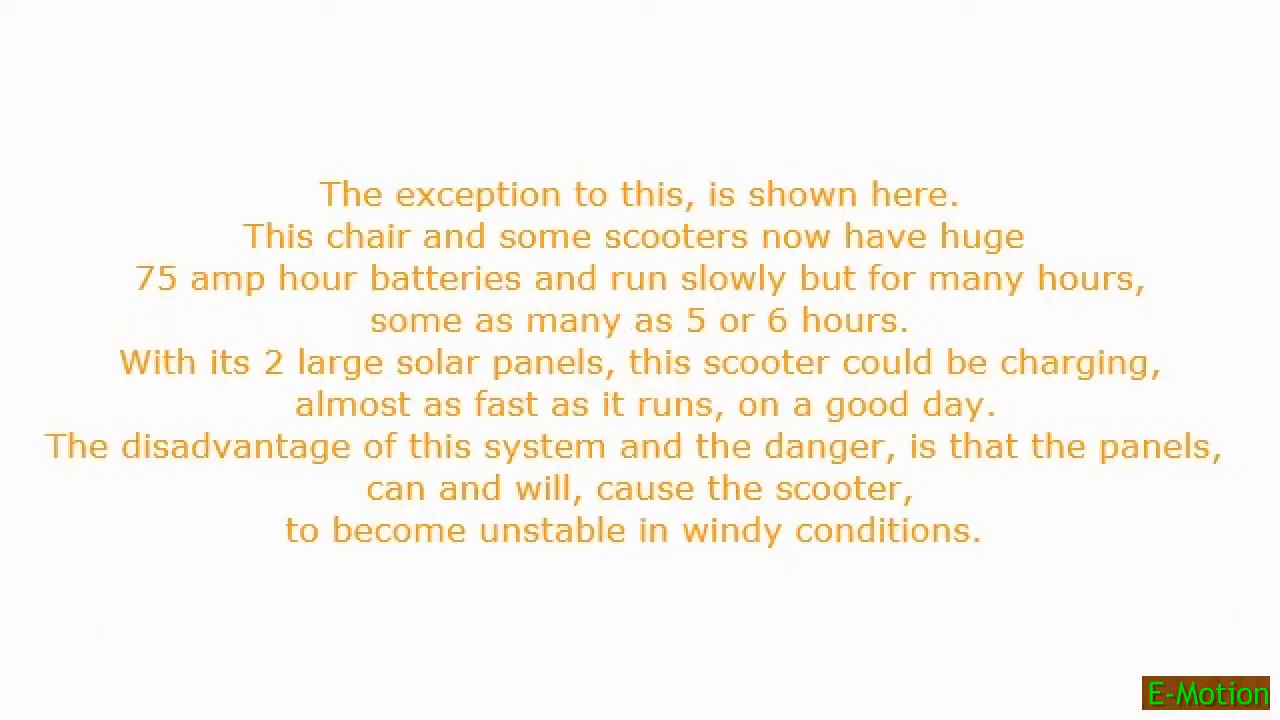 The exception to this, is shown here.
This chair and some scooters now have huge
75 amp hour batteries and run slowly but for many hours,
some as many as 5 or 6 hours.
With its 2 large solar panels, this scooter could be charging,
almost as fast as it runs, on a good day.
The disadvantage of this system and the danger, is that the panels,
can and will, cause the scooter,
to become unstable in windy conditions.
E-Motion